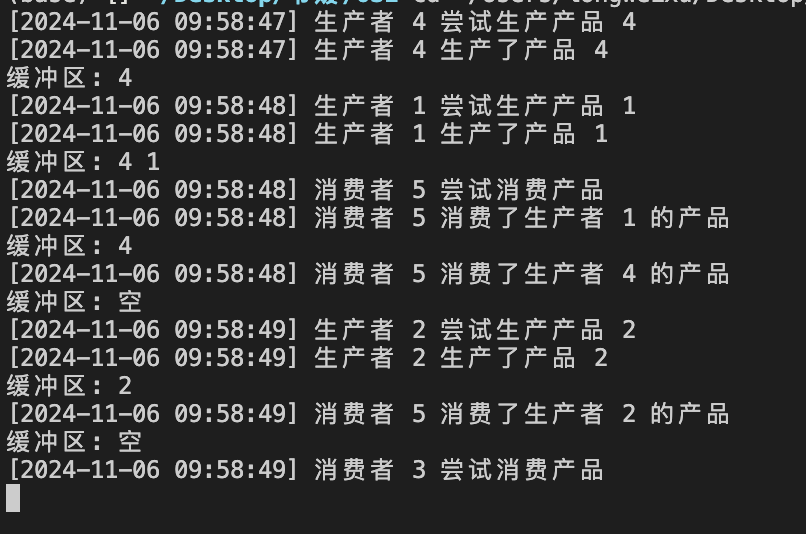 [2024-11-06 09:58:47] 生产者 4 尝试生产产品 4
[2024-11-06 09:58:47] 生产者 4 生产了产品 4
缓冲区: 4
[2024-11-06 09:58:48] 生产者 1 尝试生产产品 1
[2024-11-06 09:58:48] 生产者 1 生产了产品 1
缓冲区: 4 1
[2024-11-06 09:58:48] 消费者 5 尝试消费产品
[2024-11-06 09:58:48] 消费者 5 消费了生产者 1 的产品
缓冲区: 4
[2024-11-06 09:58:48] 消费者 5 消费了生产者 4 的产品
缓冲区: 空
[2024-11-06 09:58:49] 生产者 2 尝试生产产品 2
[2024-11-06 09:58:49] 生产者 2 生产了产品 2
缓冲区: 2
[2024-11-06 09:58:49] 消费者 5 消费了生产者 2 的产品
缓冲区: 空
[2024-11-06 09:58:49] 消费者 3 尝试消费产品